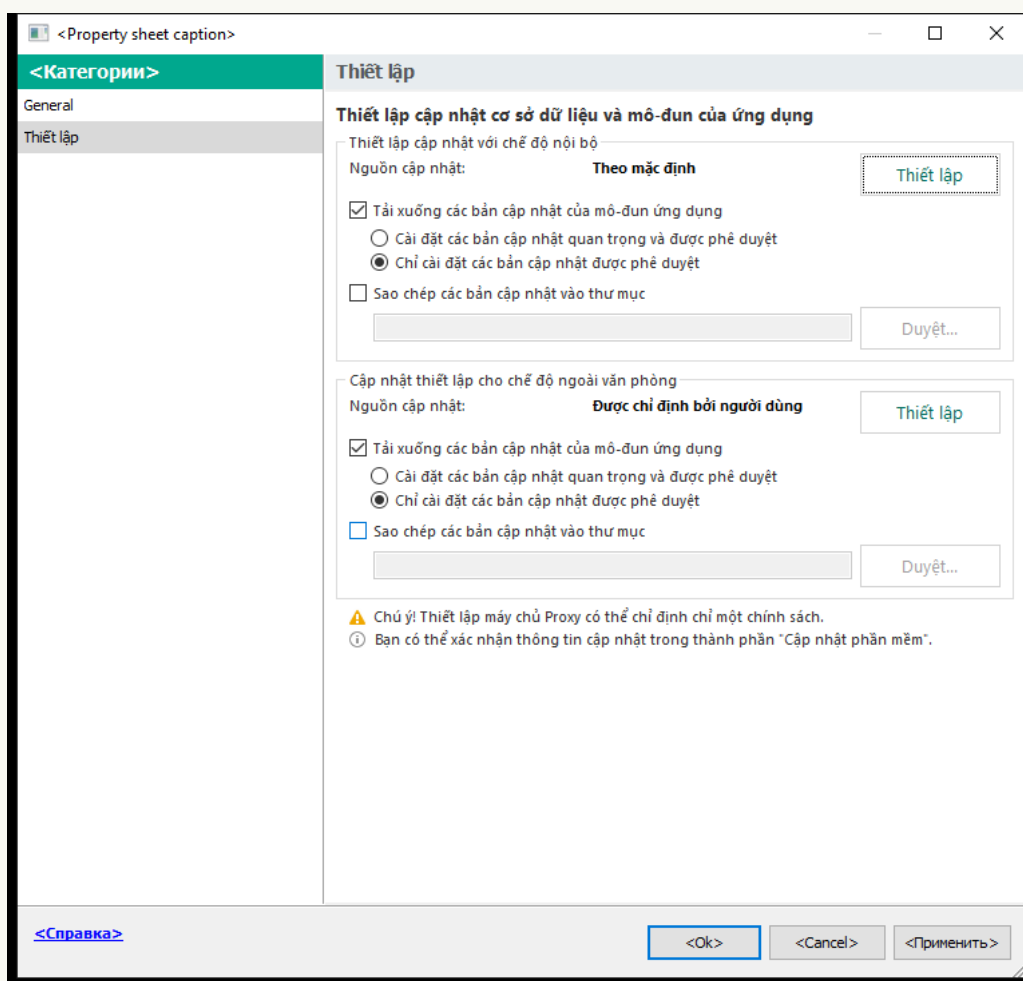 <Property sheet caption>
<Категории>
General
Thiết lập
Thiết lập
Thiết lập cập nhật cơ sở dữ liệu và mô-đun của ứng dụng
Thiết lập cập nhật với chế độ nội bộ
Nguồn cập nhật: Theo mặc định Thiết lập
Tải xuống các bản cập nhật của mô-đun ứng dụng
Cài đặt các bản cập nhật quan trọng và được phê duyệt
Chỉ cài đặt các bản cập nhật được phê duyệt
Sao chép các bản cập nhật vào thư mục
Duyệt...
Cập nhật thiết lập cho chế độ ngoài văn phòng
Nguồn cập nhật: Được chỉ định bởi người dùng Thiết lập
Tải xuống các bản cập nhật của mô-đun ứng dụng
Cài đặt các bản cập nhật quan trọng và được phê duyệt
Chỉ cài đặt các bản cập nhật được phê duyệt
Sao chép các bản cập nhật vào thư mục
Duyệt...
Chú ý! Thiết lập máy chủ Proxy có thể chỉ định chỉ một chính sách.
Bạn có thể xác nhận thông tin cập nhật trong thành phần "Cập nhật phần mềm".
<Справка>
<Ok> <Cancel> <Применить>